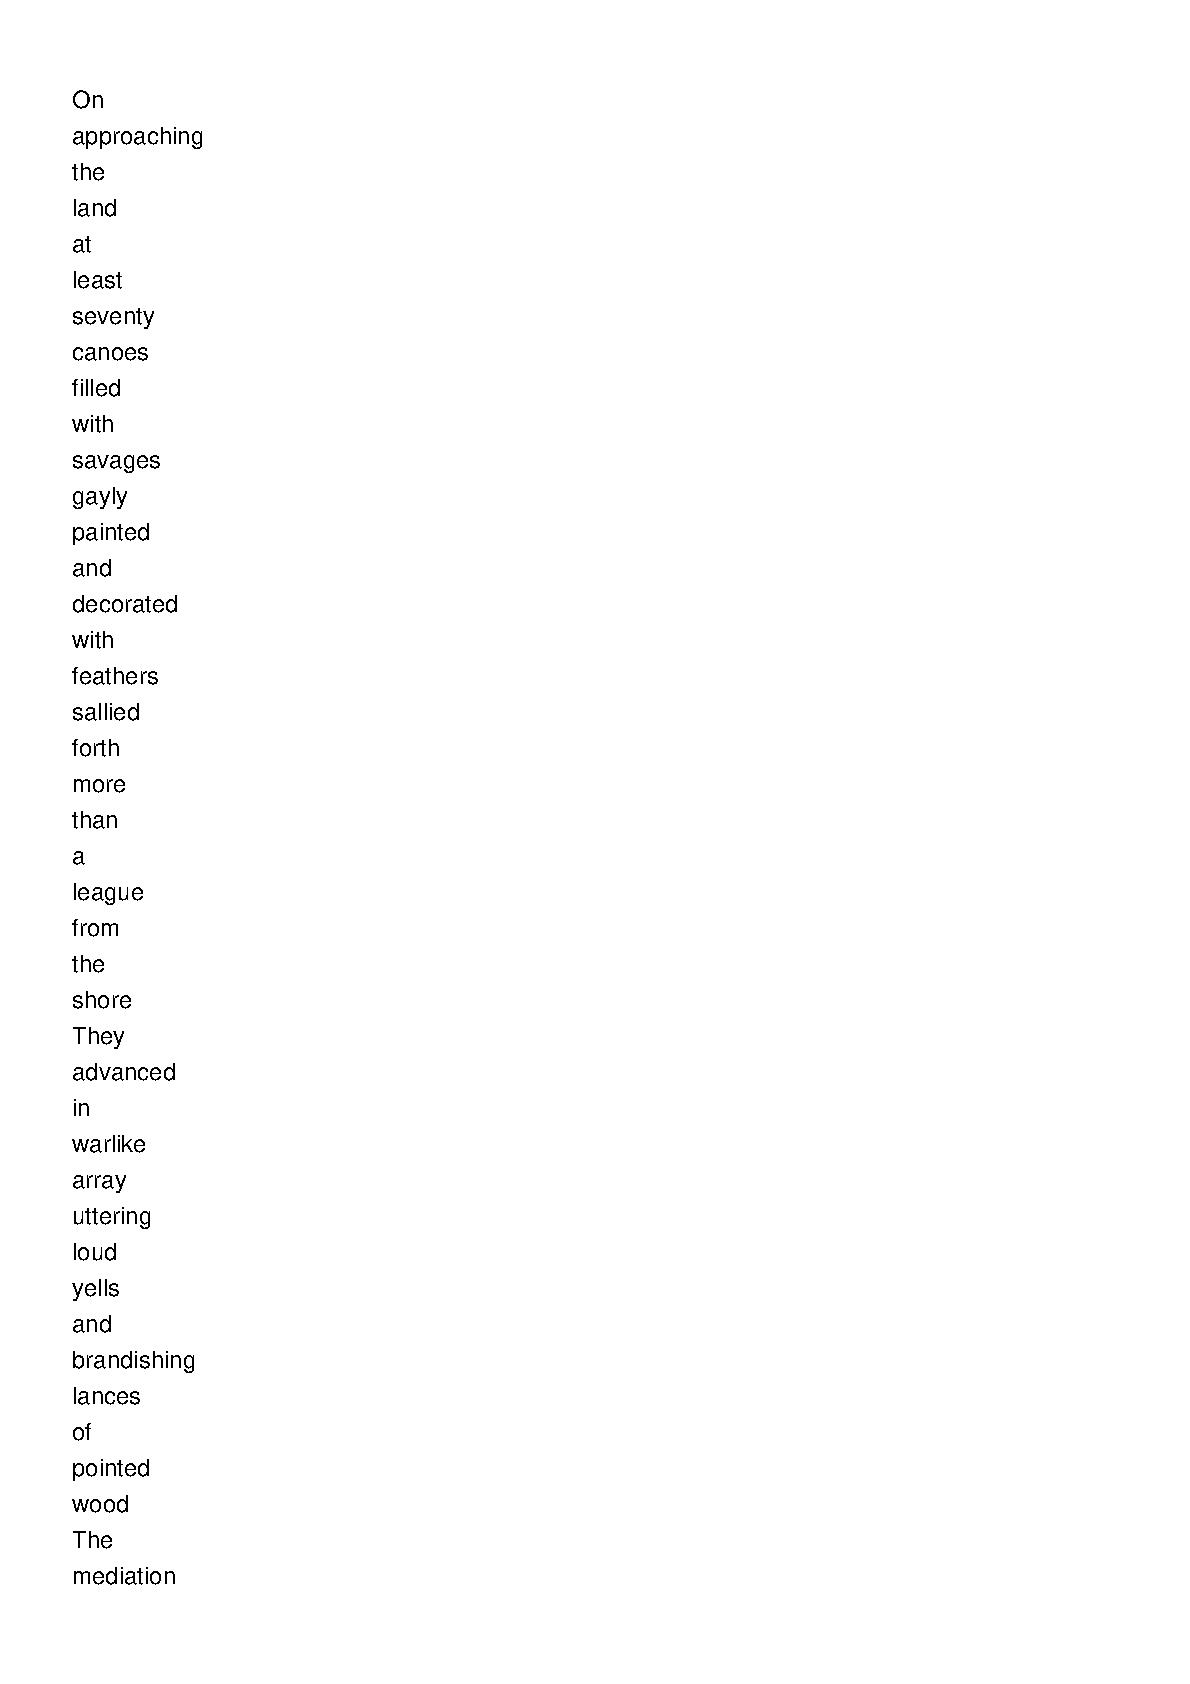 On
approaching
the
land
at
least
seventy
canoes
filled
with
savages
gayly
painted
and
decorated
with
feathers
sallied
forth
more
than
a
league
from
the
shore
They
advanced
in
warlike
array
uttering
loud
yells
and
brandishing
lances
of
pointed
wood
The
mediation